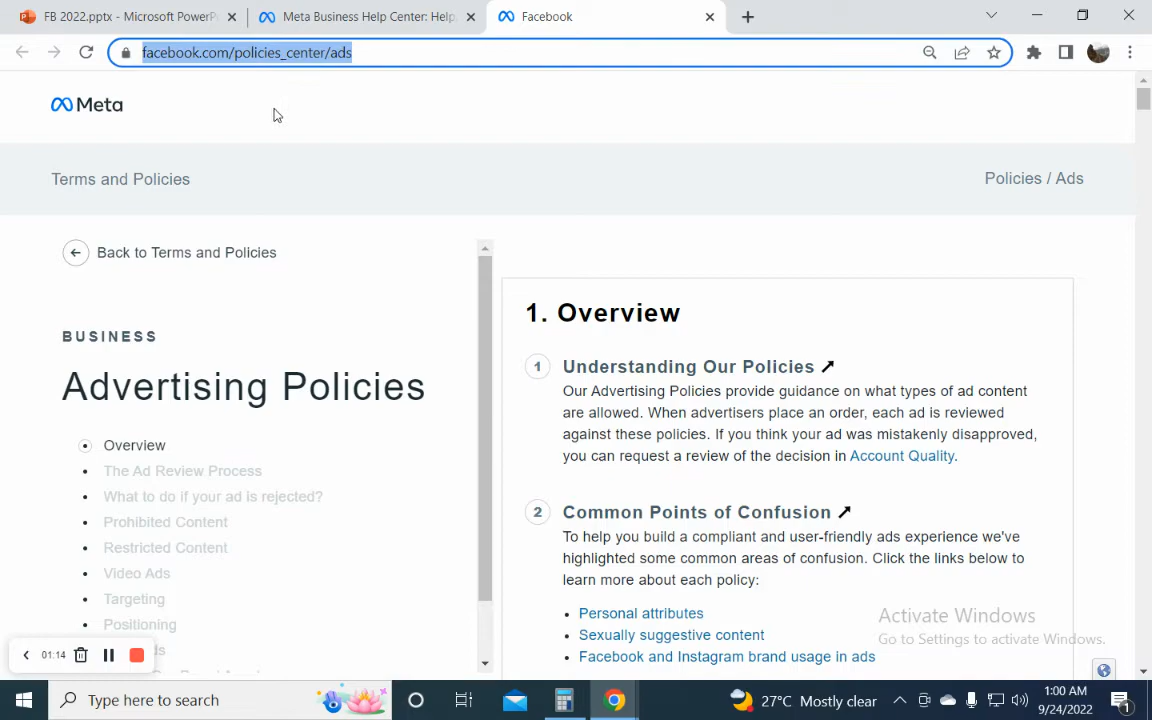 FB 2022.pptx - Microsoft PowerP
Meta Business Help Center: Help,
Facebook
facebook.com/policies_center/ads
Meta
Terms and Policies
Policies / Ads
Back to Terms and Policies
BUSINESS
Advertising Policies
Overview
The Ad Review Process
What to do if your ad is rejected?
Prohibited Content
Restricted Content
Video Ads
Targeting
Positioning
1. Overview
1 Understanding Our Policies
Our Advertising Policies provide guidance on what types of ad content
are allowed. When advertisers place an order, each ad is reviewed
against these policies. If you think your ad was mistakenly disapproved,
you can request a review of the decision in Account Quality.
2 Common Points of Confusion
To help you build a compliant and user-friendly ads experience we've
highlighted some common areas of confusion. Click the links below to
learn more about each policy:
Personal attributes
Sexually suggestive content
Facebook and Instagram brand usage in ads
Activate Windows
Go to Settings to activate Windows.
01:14
Type here to search
27°C Mostly clear
1:00 AM
9/24/2022
1